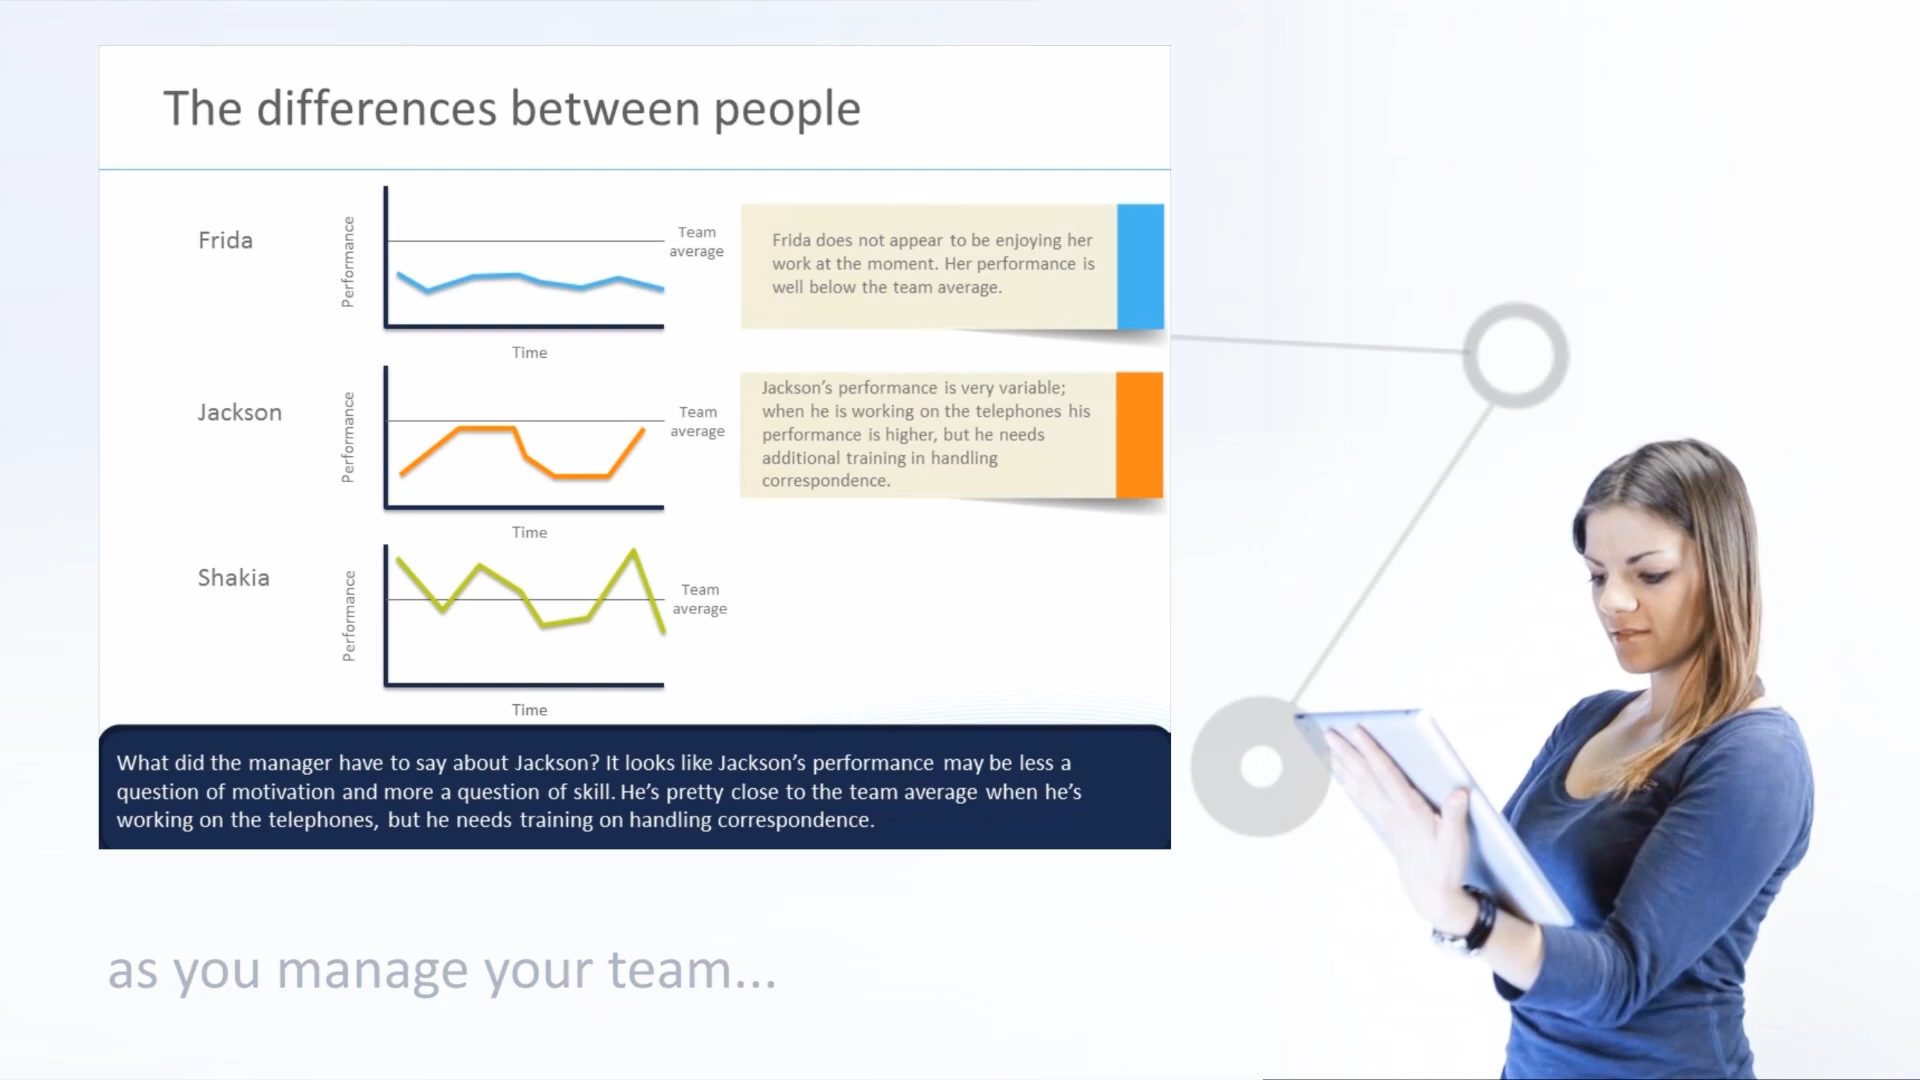 The differences between people
Frida
Performance
Team
average
Time
Frida does not appear to be enjoying her
work at the moment. Her performance is
well below the team average.
Jackson
Performance
Team
average
Time
Jackson’s performance is very variable;
when he is working on the telephones his
performance is higher, but he needs
additional training in handling
correspondence.
Shakia
Performance
Team
average
Time
What did the manager have to say about Jackson? It looks like Jackson’s performance may be less a
question of motivation and more a question of skill. He’s pretty close to the team average when he’s
working on the telephones, but he needs training on handling correspondence.
as you manage your team...